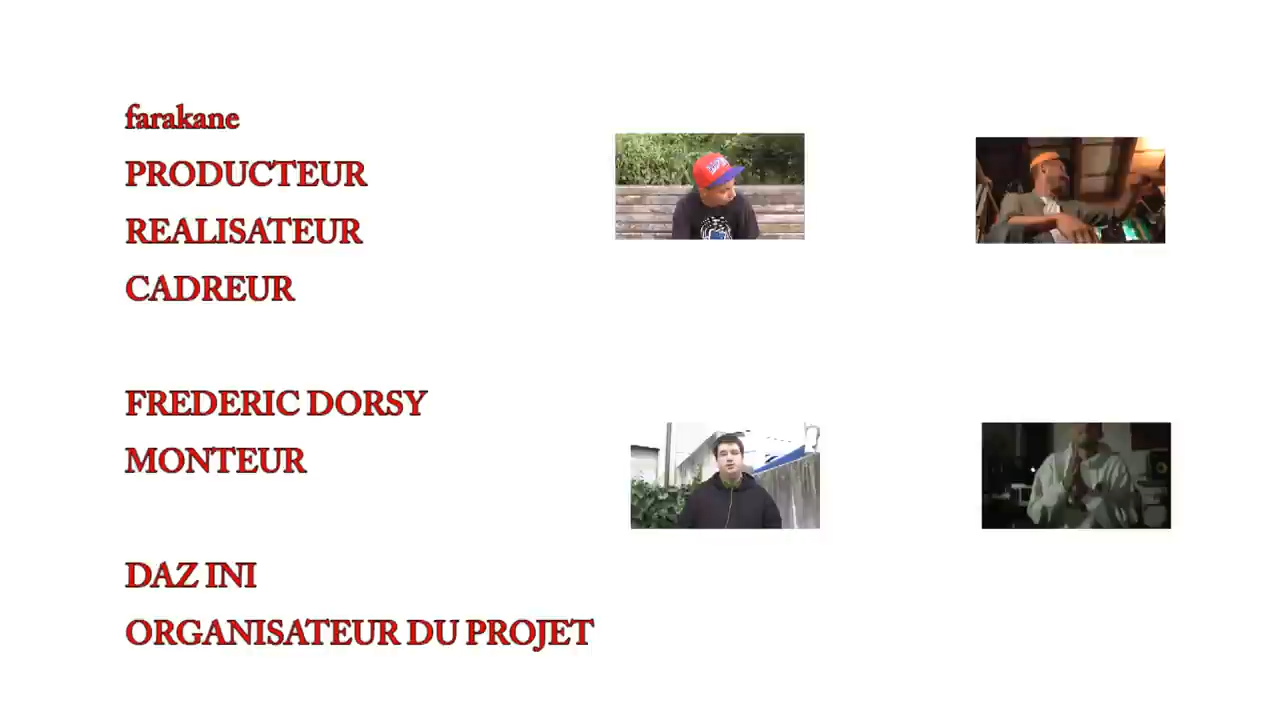 farakane
PRODUCTEUR
REALISATEUR
CADREUR
FREDERIC DORSY
MONTEUR
DAZ INI
ORGANISATEUR DU PROJET